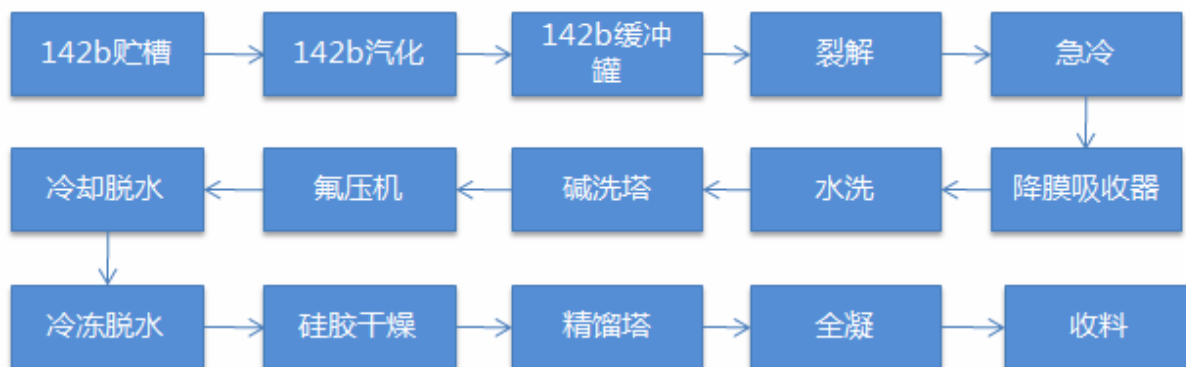 142b贮槽
142b汽化
142b缓冲
罐
裂解
急冷
降膜吸收器
水洗
碱洗塔
氟压机
冷却脱水
冷冻脱水
硅胶干燥
精馏塔
全凝
收料